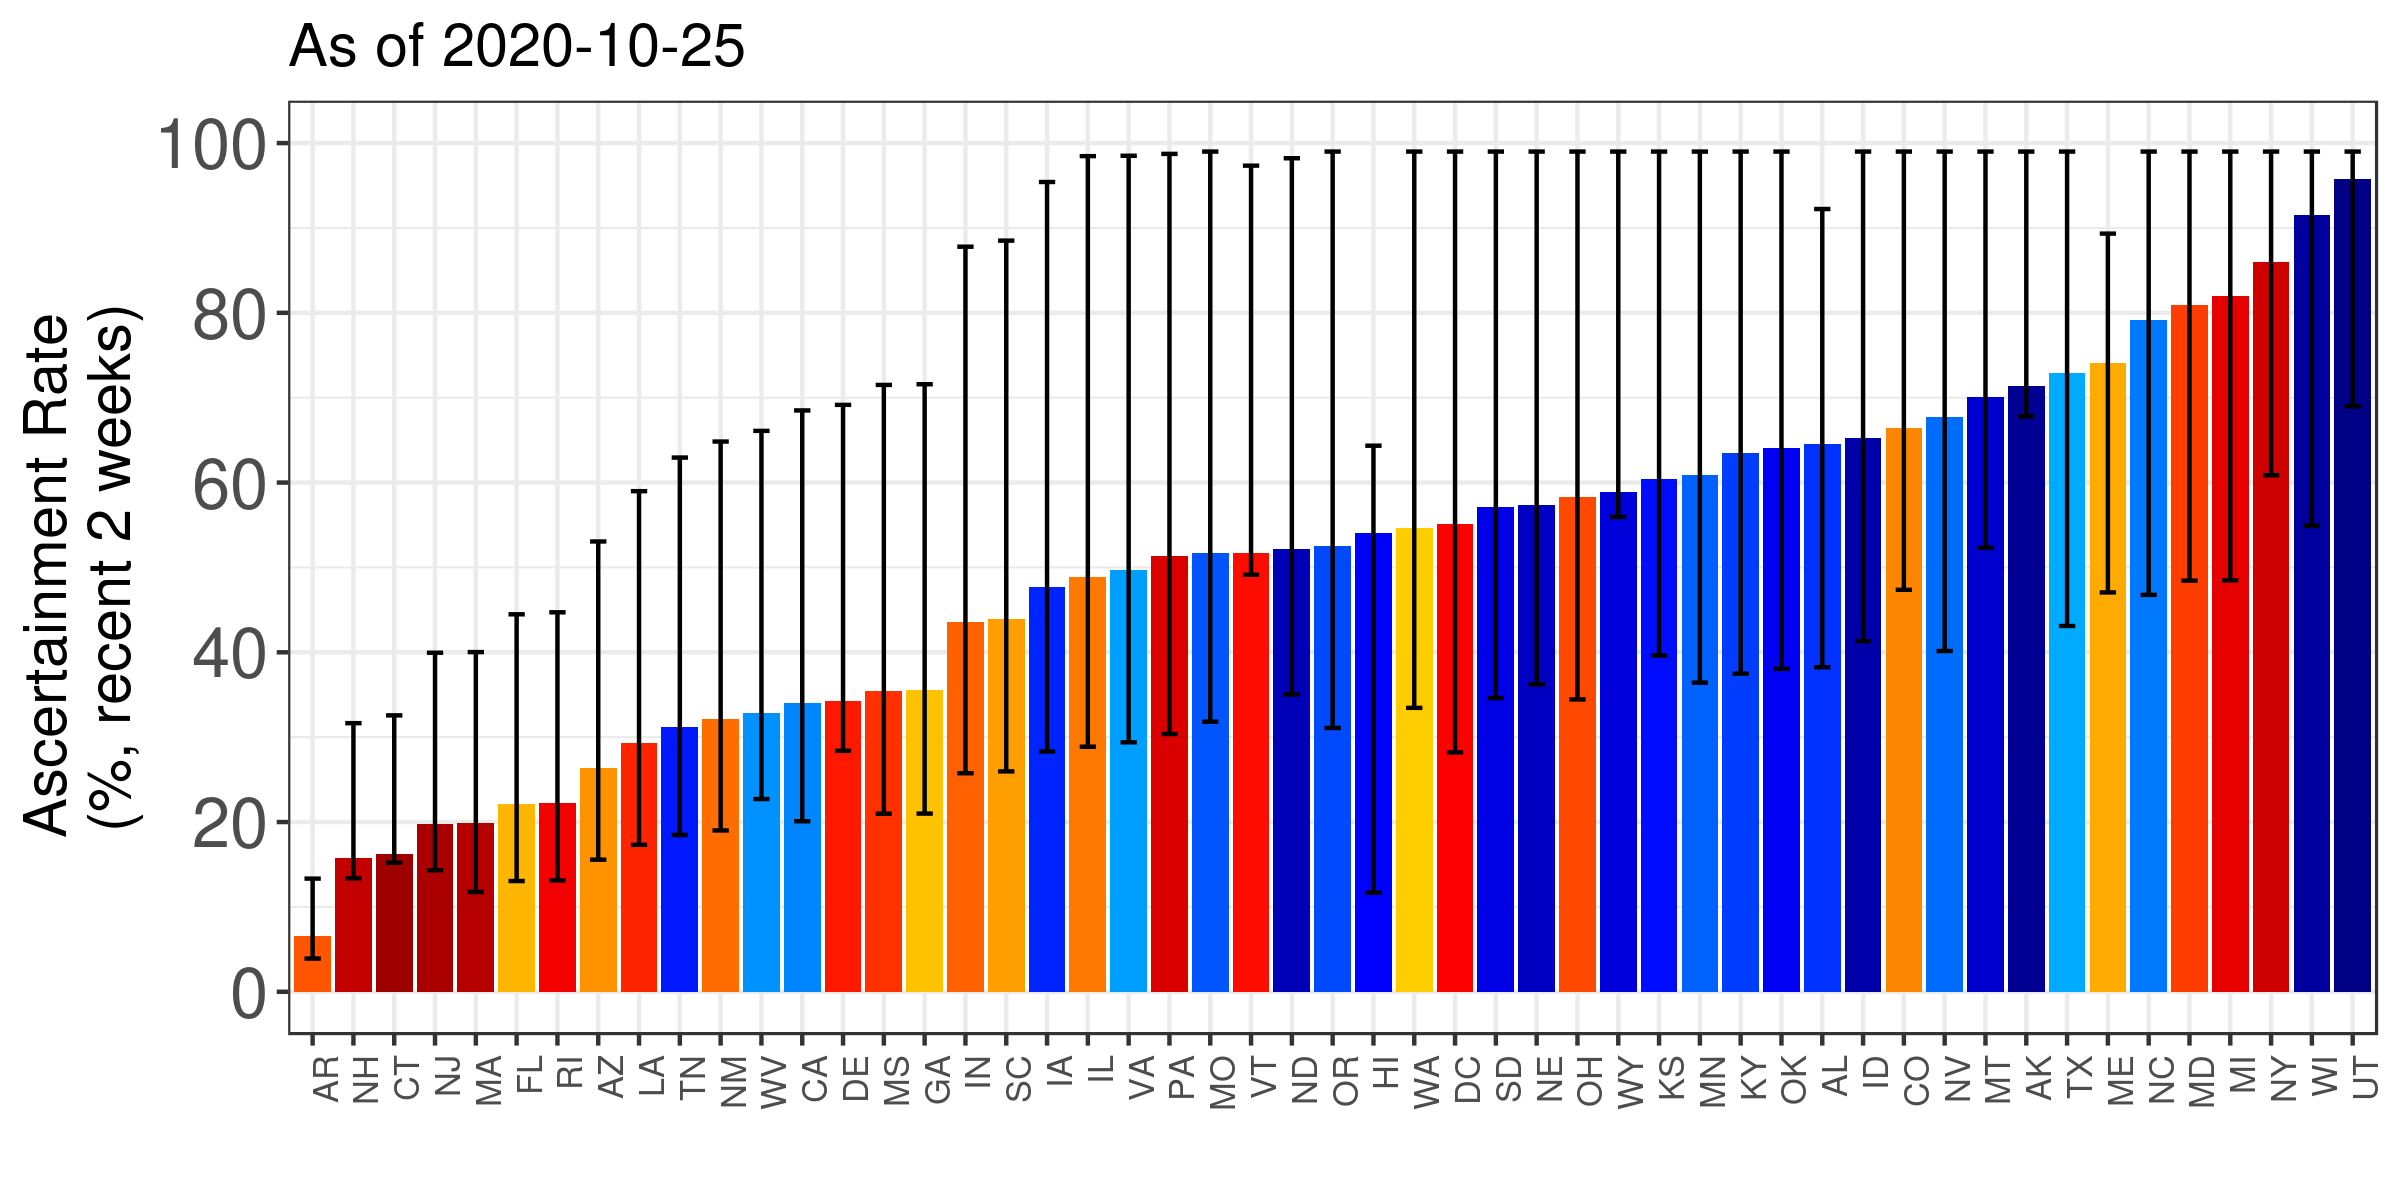 As of 2020-10-25
Ascertainment Rate
(%, recent 2 weeks)
100
80
60
40
20
0
AR NH CT NJ MA FL RI AZ LA TN NM WV CA DE MS GA IN SC IA IL VA PA MO VT ND OR HI WA DC SD NE OH WY KS MN KY OK AL ID CO NV MT AK TX ME NC MD MI NY WI UT